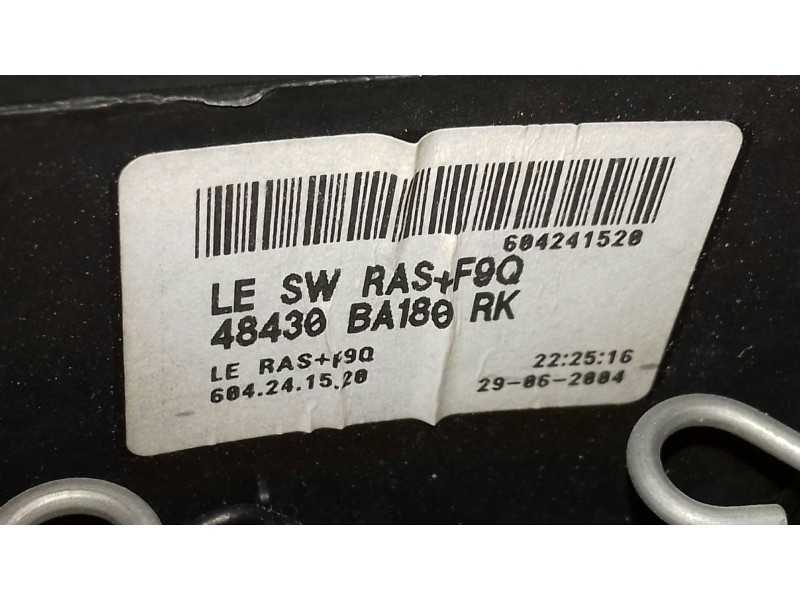 604241520
LE SW RAS+F9Q
48430 BA180 RK
LE RAS+F9Q
22:25:16
604.24.15.20
29-06-2004